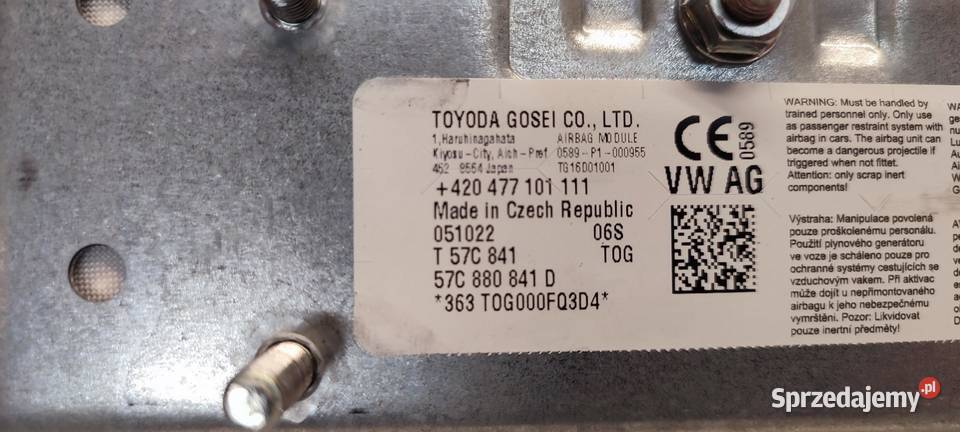 TOYODA GOSEI CO., LTD.
1,Haruhinagahata AIRBAG MODULE
Kiyosu-City, Aich-Pref. 0589-P1-000955
452 8564 Japan TG16D01001
+420 477 101 111
Made in Czech Republic
051022 06S
T 57C 841 TOG
57C 880 841 D
*363 TOG000FQ3D4*
CE 0589
VW AG
WARNING: Must be handled by
trained personnel only. Only use
as passenger restraint system with
airbag in cars. The airbag unit can
become a dangerous projectile if
triggered when not fittet.
Attention: only scrap inert
components!
Výstraha: Manipulace povolená
pouze proškolenému personálu.
Použití plynového generátoru
ve voze je scháleno pouze pro
ochranné systémy cestujících se
vzduchovým vakem. Při aktivac
může dojít u nepřimontovaného
airbagu k jeho nebezpečnému
vymrštění. Pozor: Likvidovat
pouze inertní předměty!
Sprzedajemy.pl